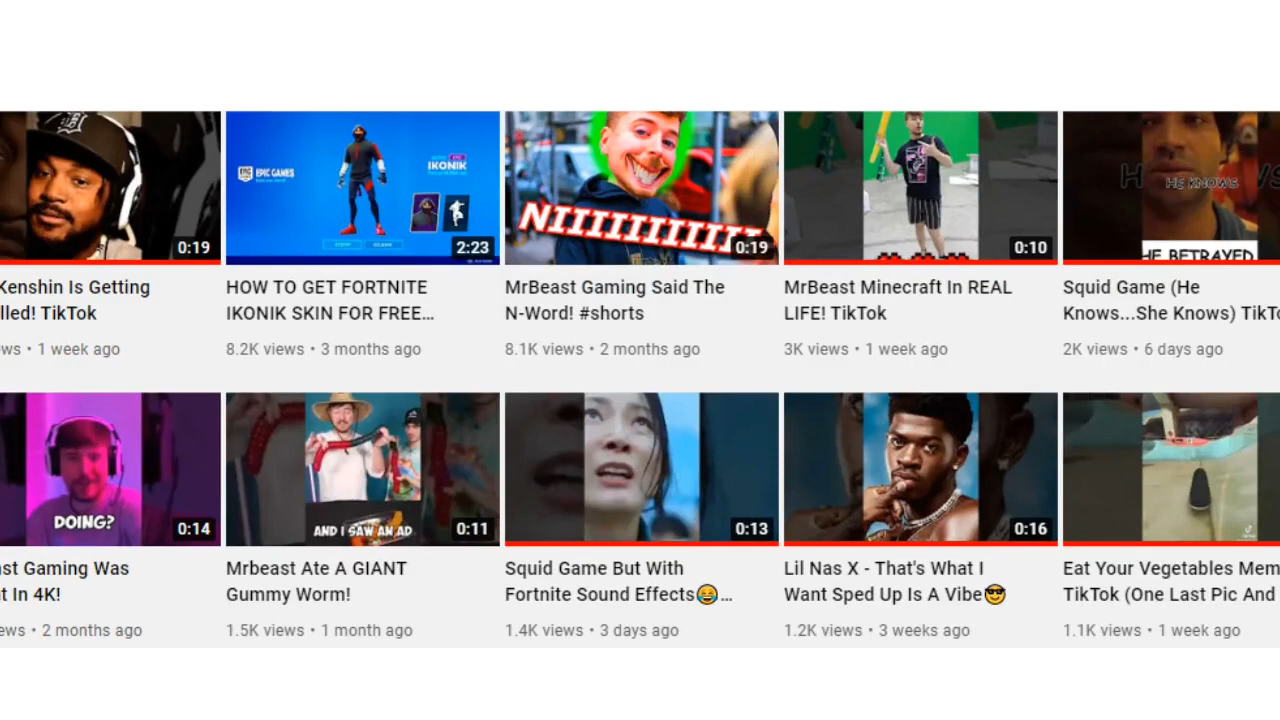 HE KNOWS
EPIC GAMES
IKONIK
NIIIIIIIIIIII
HE BETRAYED
0:19
2:23
0:19
0:10
Kenshin Is Getting
lled! TikTok
ws • 1 week ago
HOW TO GET FORTNITE
IKONIK SKIN FOR FREE...
8.2K views • 3 months ago
MrBeast Gaming Said The
N-Word! #shorts
8.1K views • 2 months ago
MrBeast Minecraft In REAL
LIFE! TikTok
3K views • 1 week ago
Squid Game (He
Knows...She Knows) TikTo
2K views • 6 days ago
DOING?
AND I SAW AN AD
0:14
0:11
0:13
0:16
st Gaming Was
t In 4K!
ews • 2 months ago
Mrbeast Ate A GIANT
Gummy Worm!
1.5K views • 1 month ago
Squid Game But With
Fortnite Sound Effects😂...
1.4K views • 3 days ago
Lil Nas X - That's What I
Want Sped Up Is A Vibe😎
1.2K views • 3 weeks ago
Eat Your Vegetables Mem
TikTok (One Last Pic And
1.1K views • 1 week ago